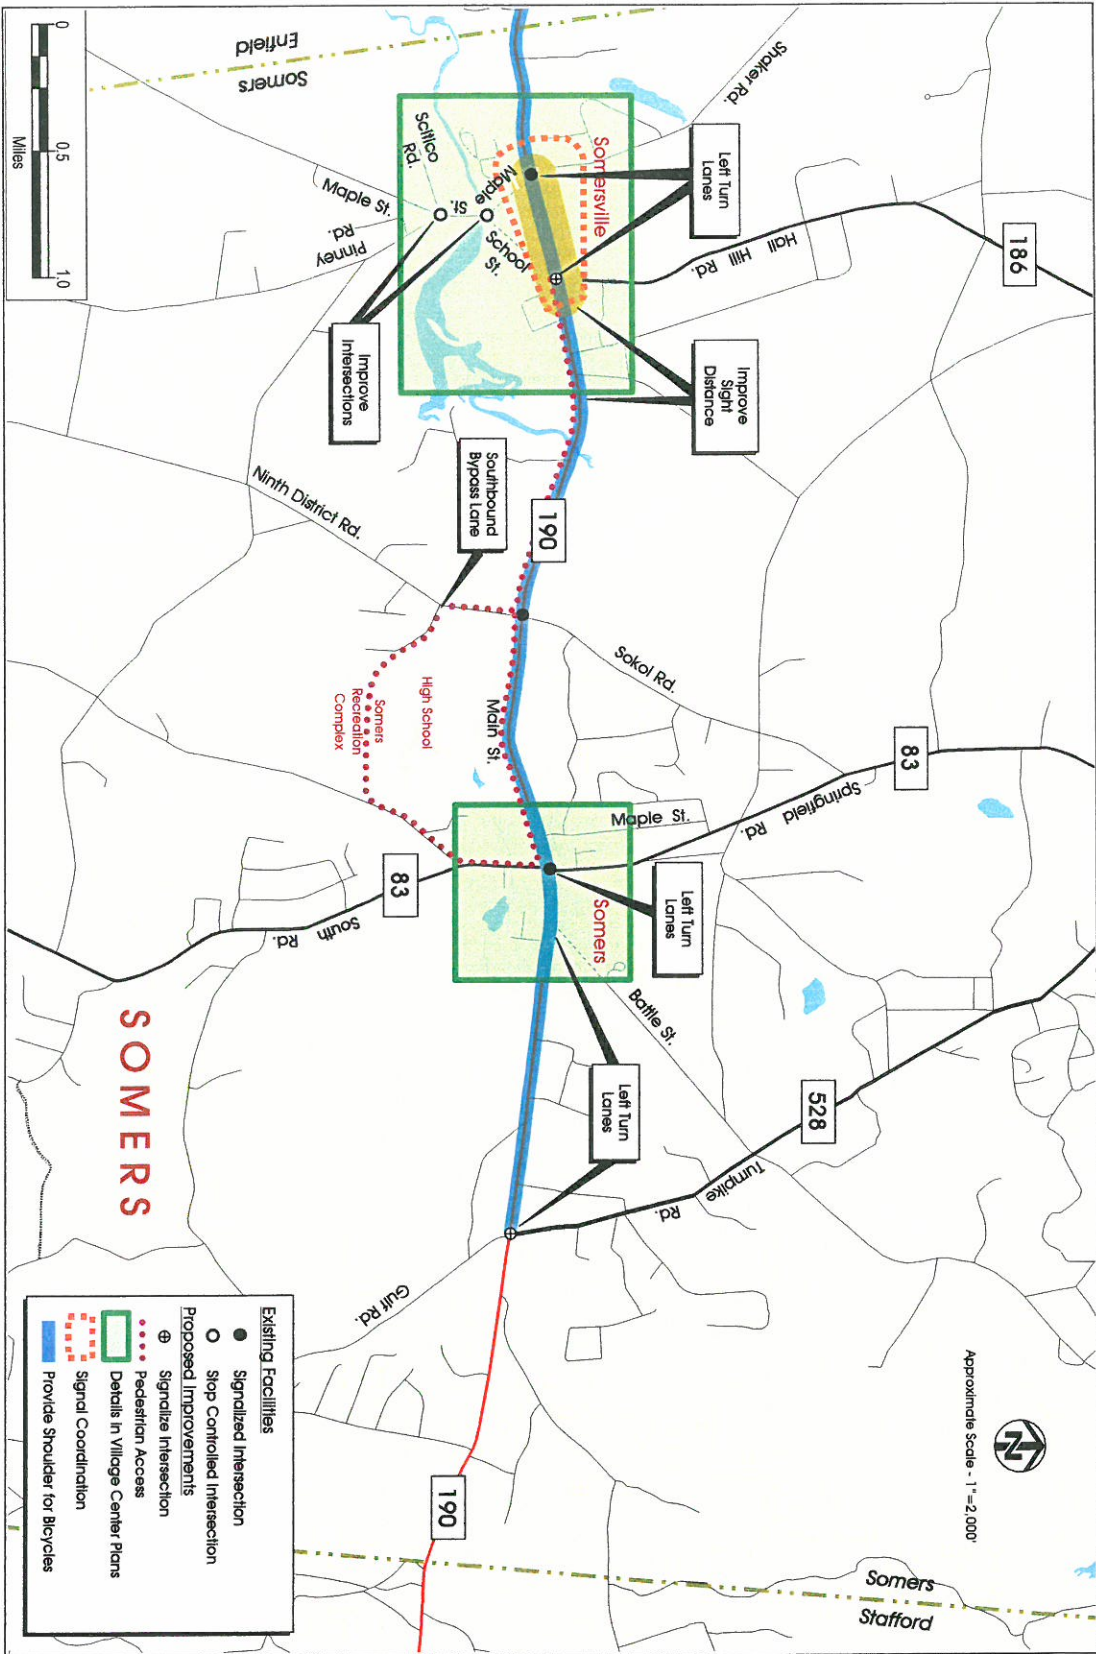 Enfield
Somers
Shaker Rd.
Left Turn
Lanes
Somersville
Hall Hill Rd.
186
Scitico
Rd.
Maple
St.
School
St.
Maple St.
Pinney
Rd.
Improve
Intersections
Improve
Sight
Distance
Southbound
Bypass Lane
190
Ninth District Rd.
Sokol Rd.
High School
Somers
Recreation
Complex
Main St.
83
Springfield
Rd.
Maple St.
Somers
Left Turn
Lanes
83
South
Rd.
Battle St.
Left Turn
Lanes
528
Turnpike
Rd.
SOMERS
Gulf Rd.
190
Somers
Stafford
N
Approximate Scale - 1"=2,000'
0
0.5
1.0
Miles
Existing Facilities
Signalized Intersection
Stop Controlled Intersection
Proposed Improvements
Signalize Intersection
Pedestrian Access
Details in Village Center Plans
Signal Coordination
Provide Shoulder for Bicycles